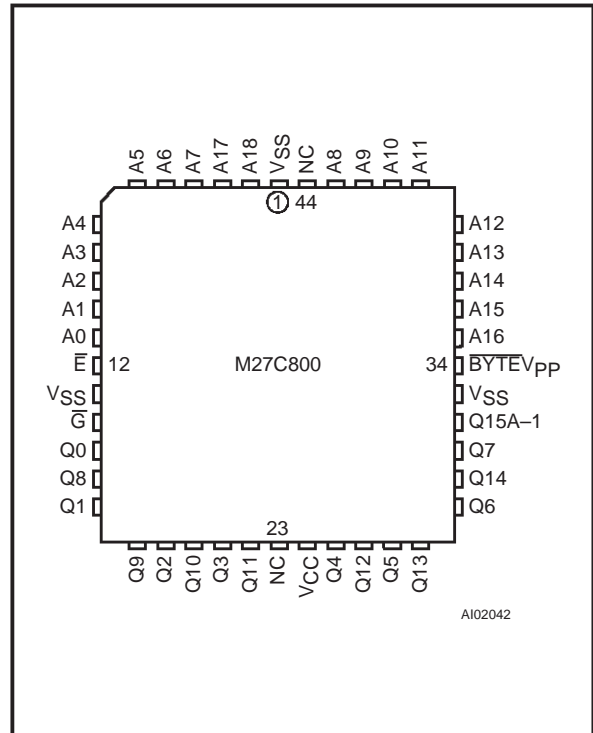 A5 A6 A7 A17 A18 VSS NC A8 A9 A10 A11
1 44
A4 A12
A3 A13
A2 A14
A1 A15
A0 A16
E̅ 12 M27C800 34 B̅Y̅T̅E̅VPP
VSS VSS
G̅ Q15A–1
Q0 Q7
Q8 Q14
Q1 Q6
23
Q9 Q2 Q10 Q3 Q11 NC VCC Q4 Q12 Q5 Q13
AI02042